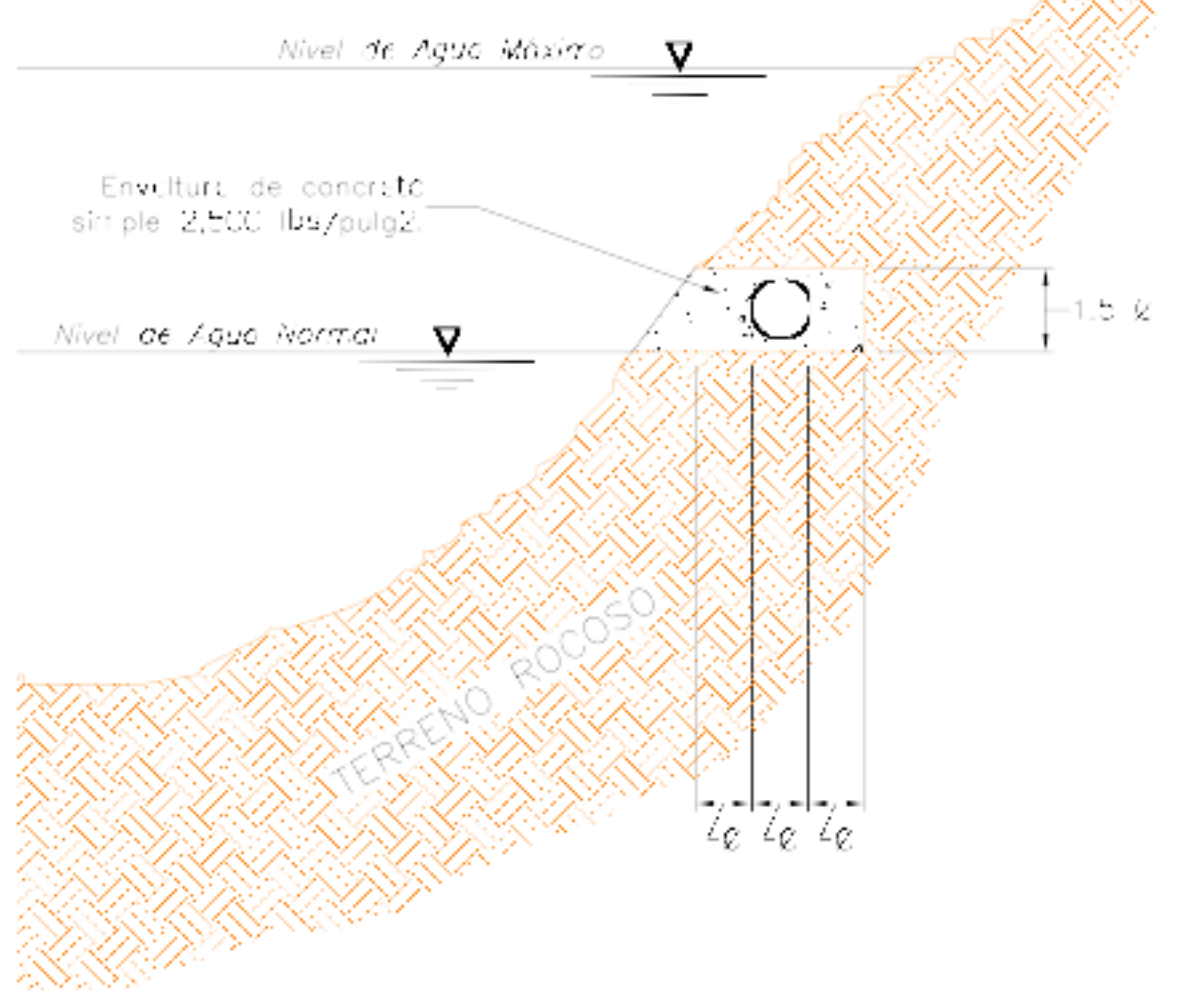 Nivel de Agua Máximo
Envoltura de concreto
simple 2,500 lbs/pulg2.
Nivel de Agua Normal
1.5 Ø
TERRENO ROCOSO